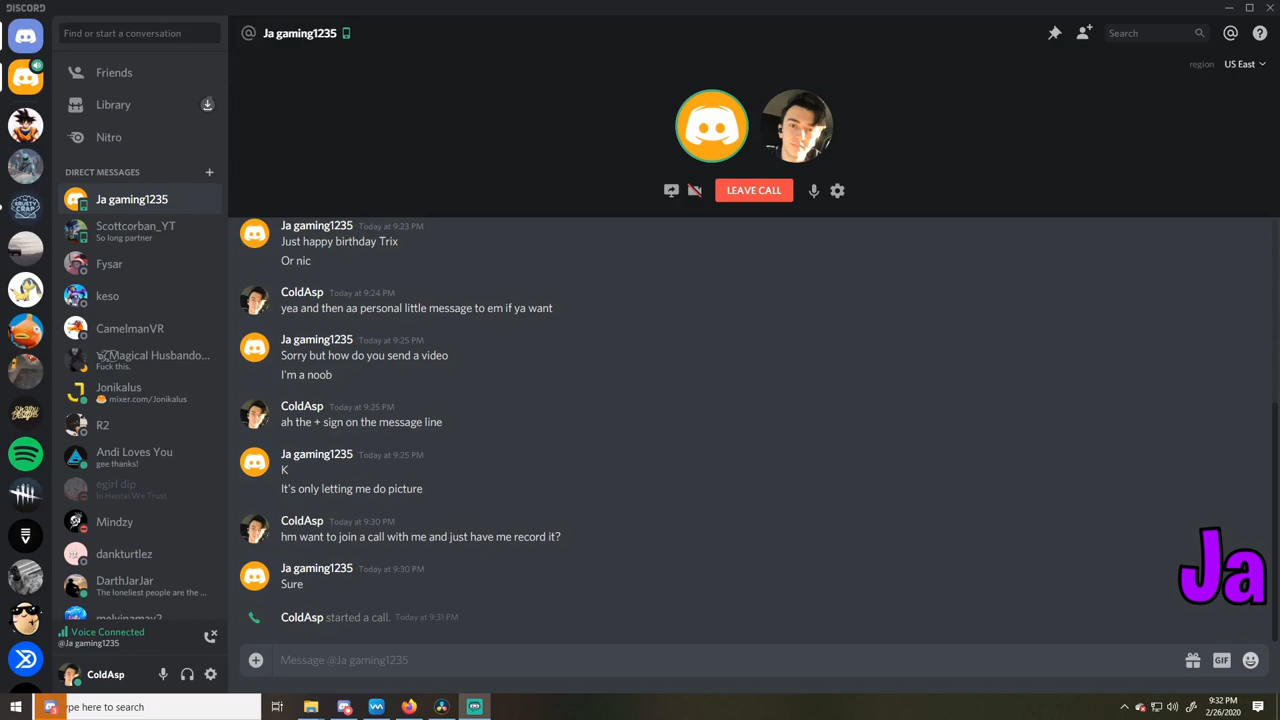 DISCORD
Find or start a conversation
Friends
Library
Nitro
DIRECT MESSAGES
Ja gaming1235
Scottcorban_YT
So long partner
Fysar
keso
CamelmanVR
Magical Husbando...
Fuck this.
Jonikalus
mixer.com/Jonikalus
R2
Andi Loves You
gee thanks!
egirl dip
In Hentai We Trust
Mindzy
dankturtlez
DarthJarJar
The loneliest people are the ...
melvinamay2
Voice Connected
@Ja gaming1235
ColdAsp
@ Ja gaming1235
Search
region US East
LEAVE CALL
Ja gaming1235 Today at 9:23 PM
Just happy birthday Trix
Or nic
ColdAsp Today at 9:24 PM
yea and then aa personal little message to em if ya want
Ja gaming1235 Today at 9:25 PM
Sorry but how do you send a video
I'm a noob
ColdAsp Today at 9:25 PM
ah the + sign on the message line
Ja gaming1235 Today at 9:25 PM
K
It's only letting me do picture
ColdAsp Today at 9:30 PM
hm want to join a call with me and just have me record it?
Ja gaming1235 Today at 9:30 PM
Sure
ColdAsp started a call. Today at 9:31 PM
Message @Ja gaming1235
GIF
Ja
ype here to search
9:32 PM
2/26/2020